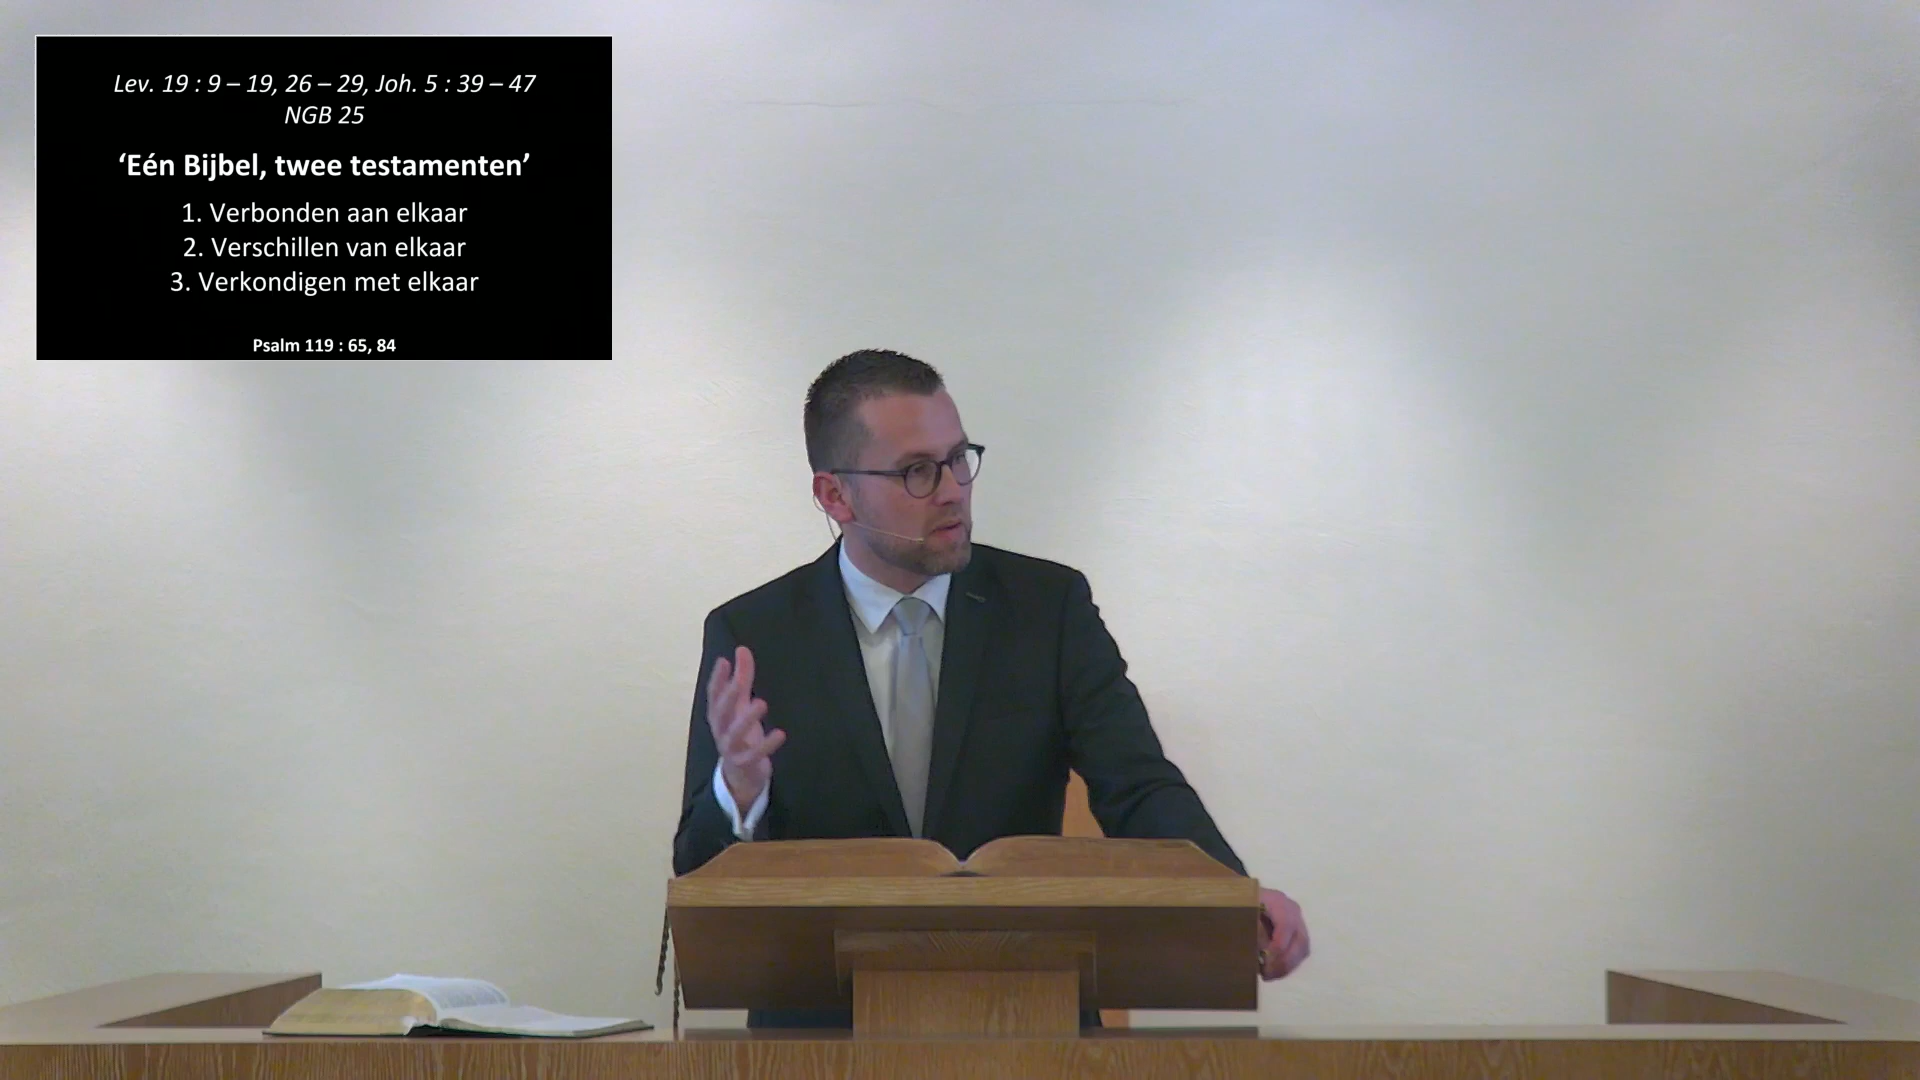 Lev. 19 : 9 – 19, 26 – 29, Joh. 5 : 39 – 47
NGB 25
‘Eén Bijbel, twee testamenten’
1. Verbonden aan elkaar
2. Verschillen van elkaar
3. Verkondigen met elkaar
Psalm 119 : 65, 84